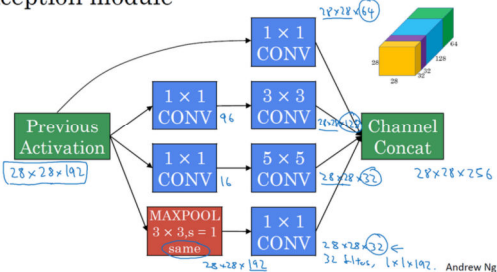 ception module
28×28×64
1 × 1
CONV
1 × 1
CONV
96
3 × 3
CONV
28×28×128
Previous
Activation
28×28×192
Channel
Concat
28×28×256
1 × 1
CONV
16
5 × 5
CONV
28×28×32
MAXPOOL
3 × 3,s = 1
same
28×28×192
1 × 1
CONV
28×28×32 ←
32 filters, 1×1×192.
28
28
32
32
128
64
Andrew Ng